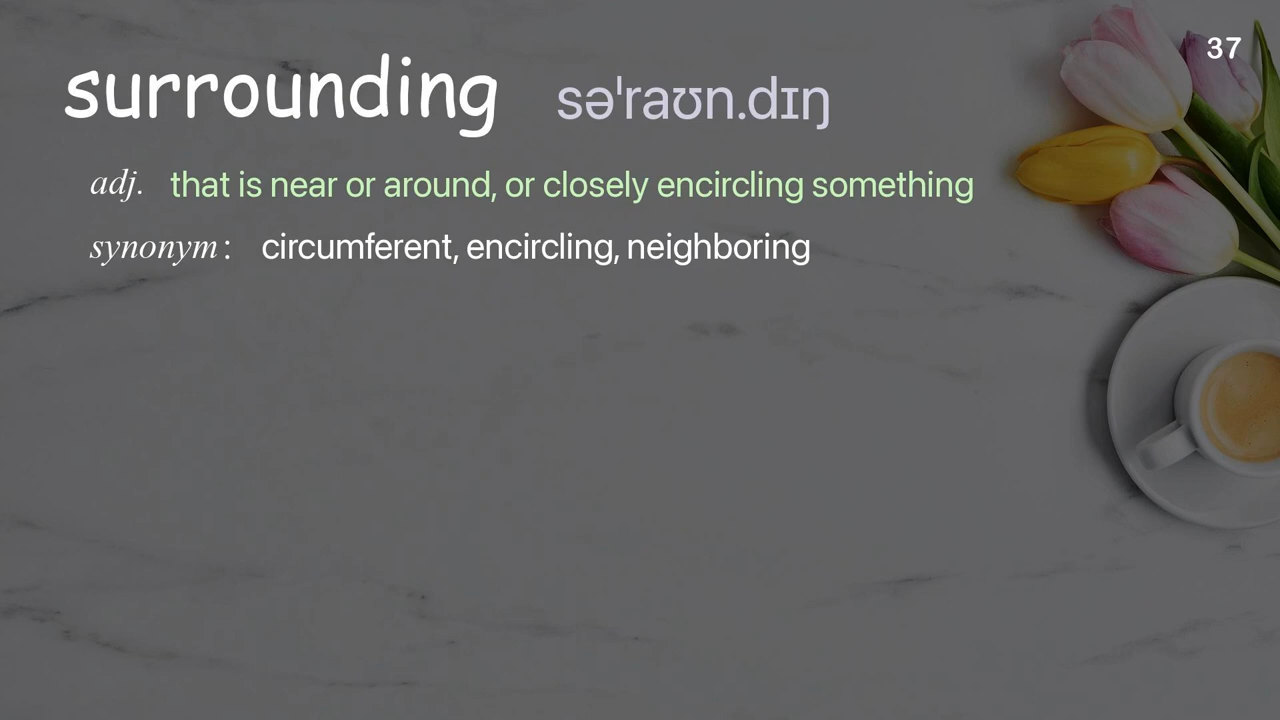 37
surrounding səˈraʊn.dɪŋ
adj. that is near or around, or closely encircling something
synonym : circumferent, encircling, neighboring